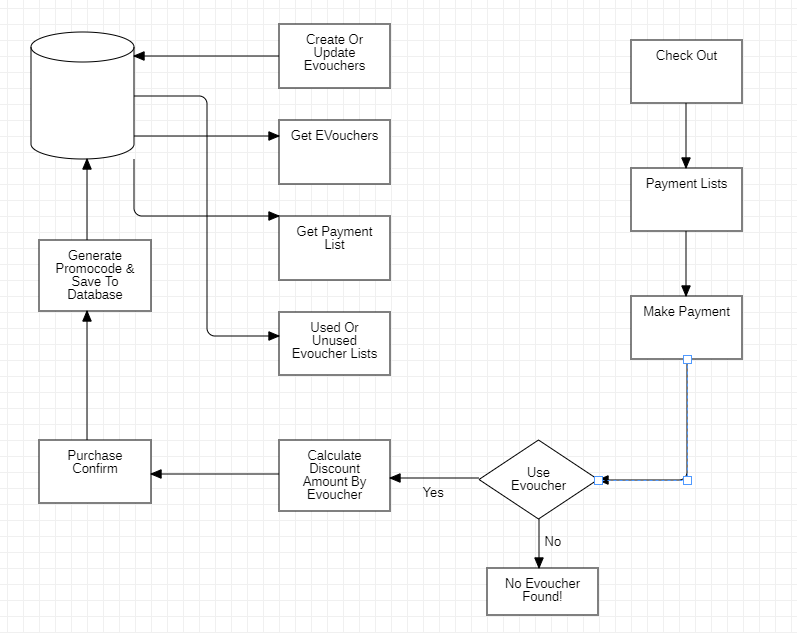 Create Or
Update
Evouchers
Check Out
Get EVouchers
Payment Lists
Get Payment
List
Generate
Promocode &
Save To
Database
Make Payment
Used Or
Unused
Evoucher Lists
Purchase
Confirm
Calculate
Discount
Amount By
Evoucher
Yes
Use
Evoucher
No
No Evoucher
Found!